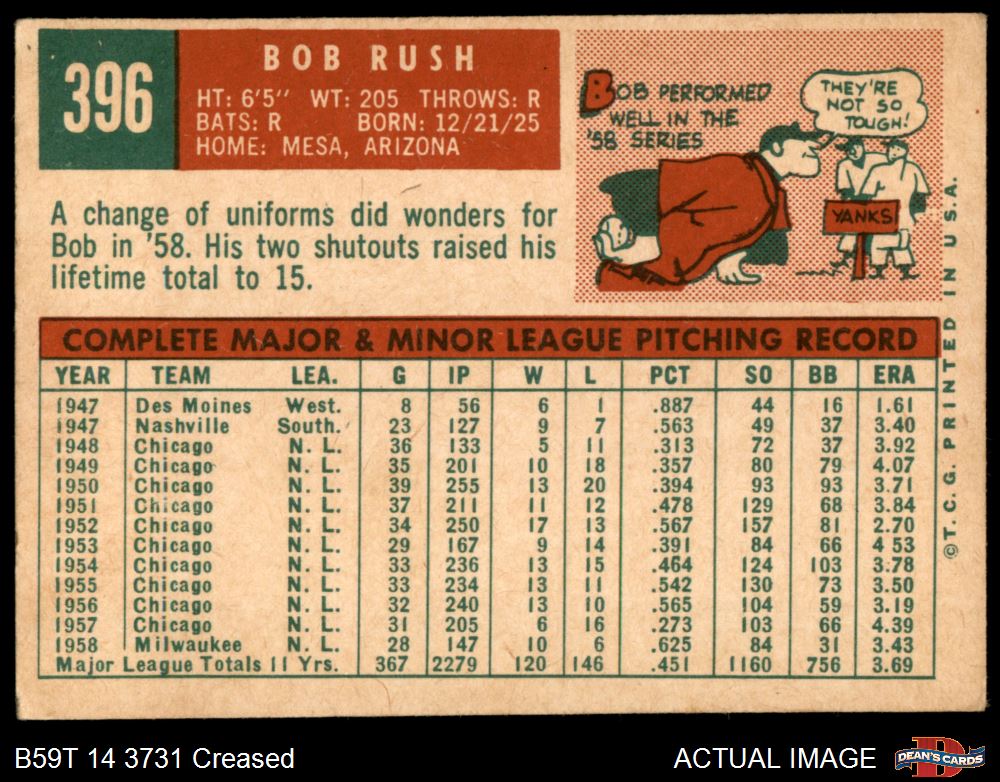 396
BOB RUSH
HT: 6'5" WT: 205 THROWS: R
BATS: R BORN: 12/21/25
HOME: MESA, ARIZONA
BOB PERFORMED
WELL IN THE
'58 SERIES
THEY'RE
NOT SO
TOUGH!
YANKS
A change of uniforms did wonders for
Bob in '58. His two shutouts raised his
lifetime total to 15.
COMPLETE MAJOR & MINOR LEAGUE PITCHING RECORD
YEAR TEAM LEA. G IP W L PCT SO BB ERA
1947 Des Moines West. 8 56 6 1 .887 44 16 1.61
1947 Nashville South. 23 127 9 7 .563 49 37 3.40
1948 Chicago N. L. 36 133 5 11 .313 72 37 3.92
1949 Chicago N. L. 35 201 10 18 .357 80 79 4.07
1950 Chicago N. L. 39 255 13 20 .394 93 93 3.71
1951 Chicago N. L. 37 211 11 12 .478 129 68 3.84
1952 Chicago N. L. 34 250 17 13 .567 157 81 2.70
1953 Chicago N. L. 29 167 9 14 .391 84 66 4 53
1954 Chicago N. L. 33 236 13 15 .464 124 103 3.78
1955 Chicago N. L. 33 234 13 11 .542 130 73 3.50
1956 Chicago N. L. 32 240 13 10 .565 104 59 3.19
1957 Chicago N. L. 31 205 6 16 .273 103 66 4.39
1958 Milwaukee N. L. 28 147 10 6 .625 84 31 3.43
Major League Totals 11 Yrs. 367 2279 120 146 .451 1160 756 3.69
©T. C. G. PRINTED IN U.S.A.
B59T 14 3731 Creased
ACTUAL IMAGE
D
DEAN'S CARDS